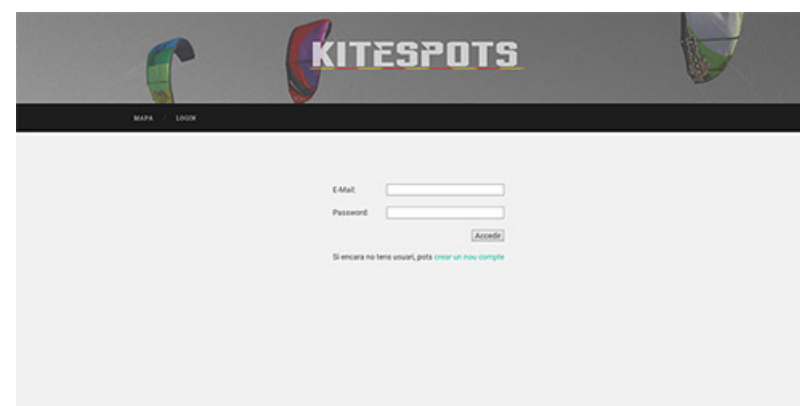 KITESPOTS
MAPA / LOGIN
E-Mail:
Password:
Accedir
Si encara no tens usuari, pots crear un nou compte